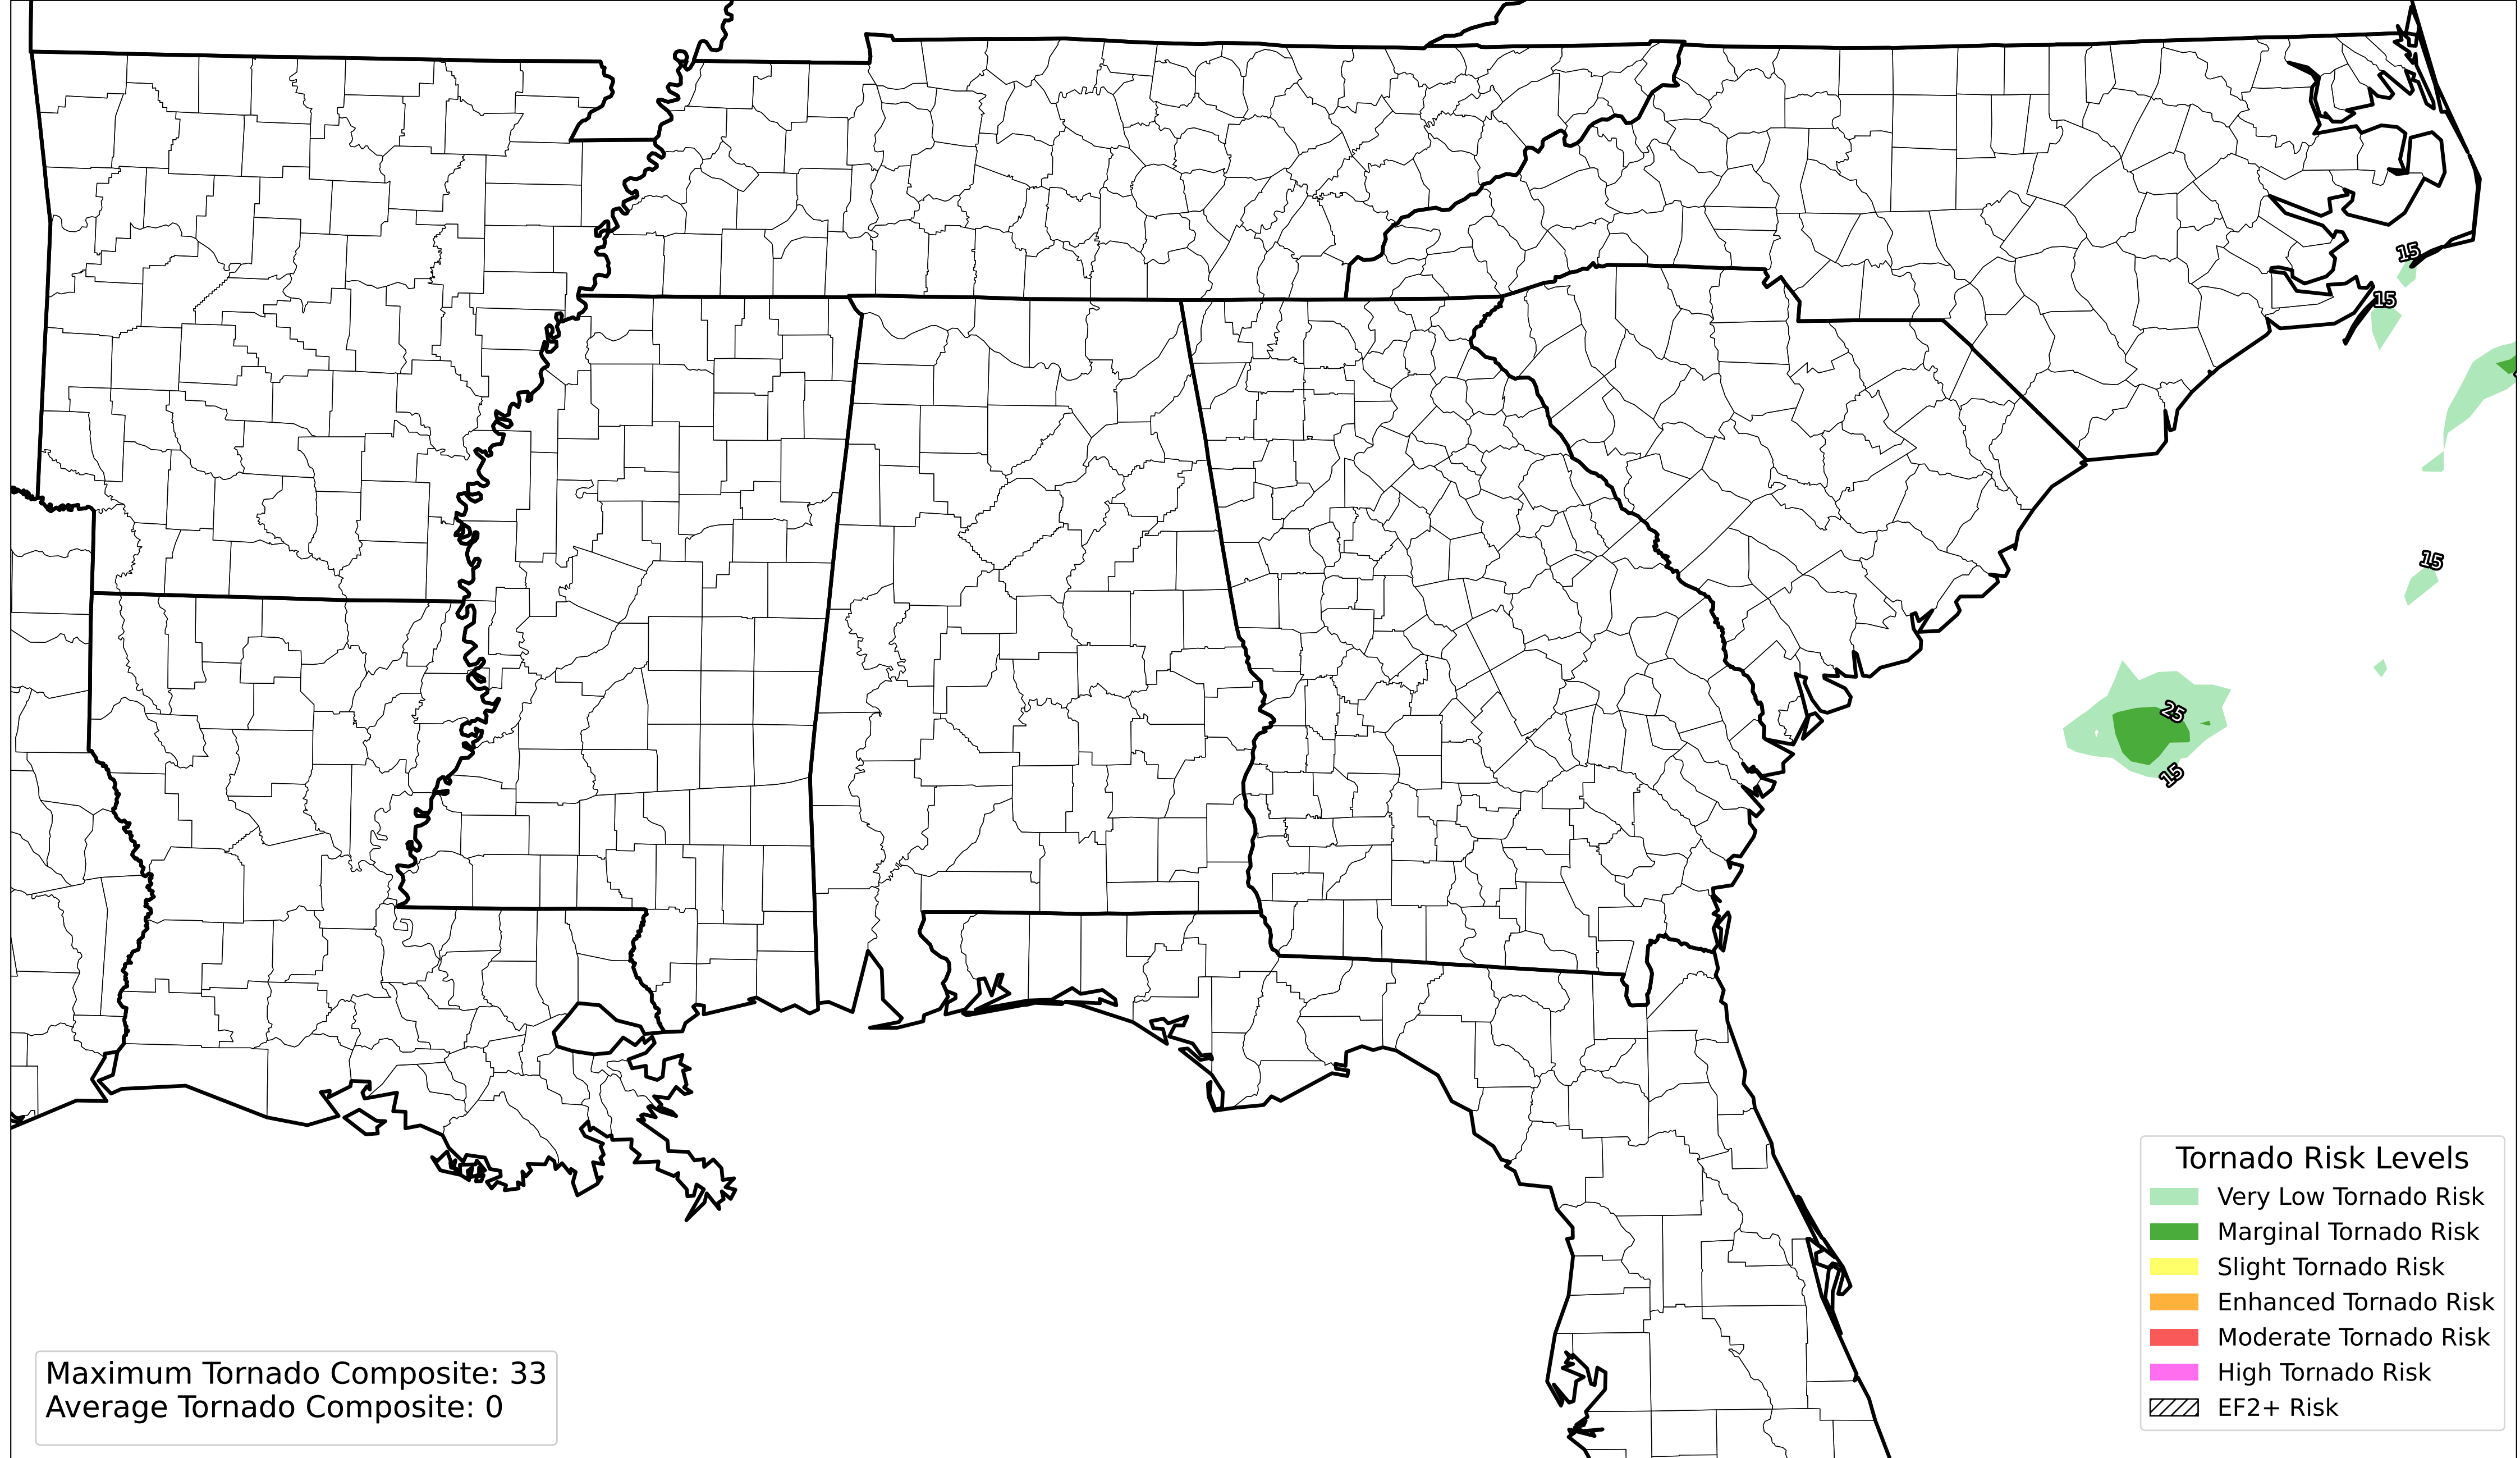 15
15
15
25
15
Tornado Risk Levels
Very Low Tornado Risk
Marginal Tornado Risk
Slight Tornado Risk
Enhanced Tornado Risk
Moderate Tornado Risk
High Tornado Risk
EF2+ Risk
Maximum Tornado Composite: 33
Average Tornado Composite: 0